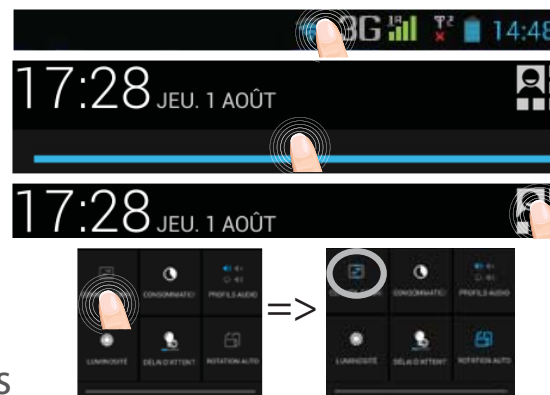 3G 14:48
17:28 JEU. 1 AOÛT
17:28 JEU. 1 AOÛT
CONSOMMATIO PROFILS AUDIO
LUMINOSITÉ DÉLAI D'ATTENT ROTATION AUTO
=>
CONSOMMATIO PROFILS AUDIO
LUMINOSITÉ DÉLAI D'ATTENT ROTATION AUTO
S